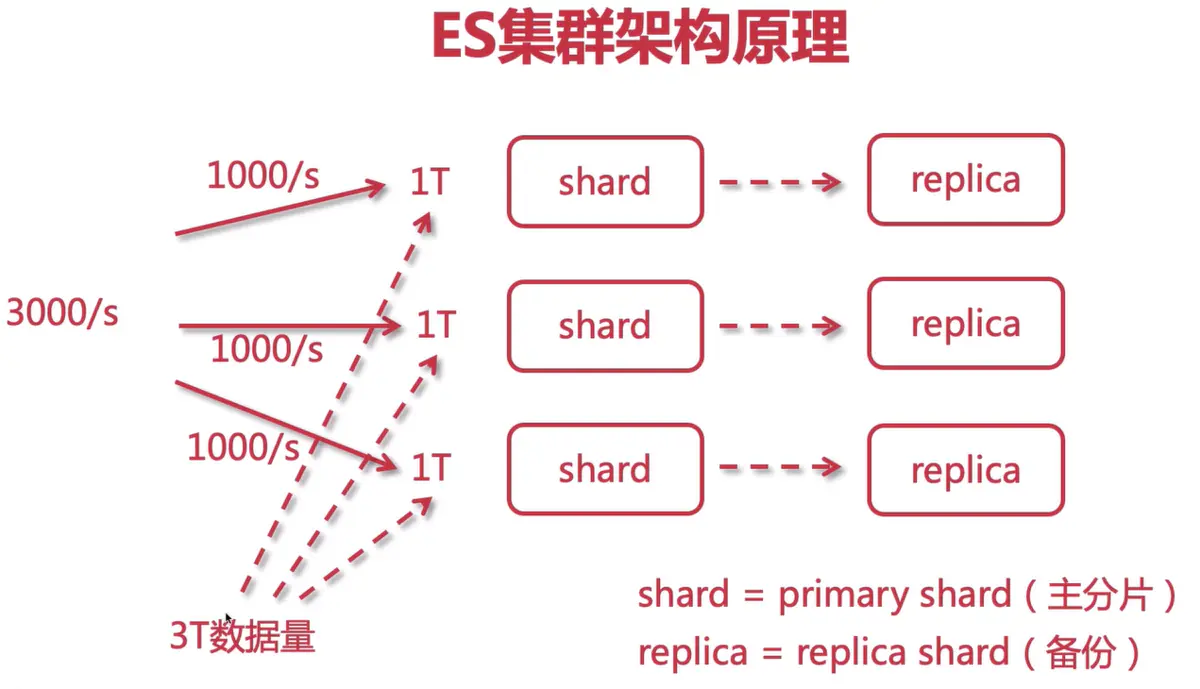 ES集群架构原理
1000/s
1T
shard
replica
3000/s
1000/s
1T
shard
replica
1000/s
1T
shard
replica
3T数据量
shard = primary shard（主分片）
replica = replica shard（备份）